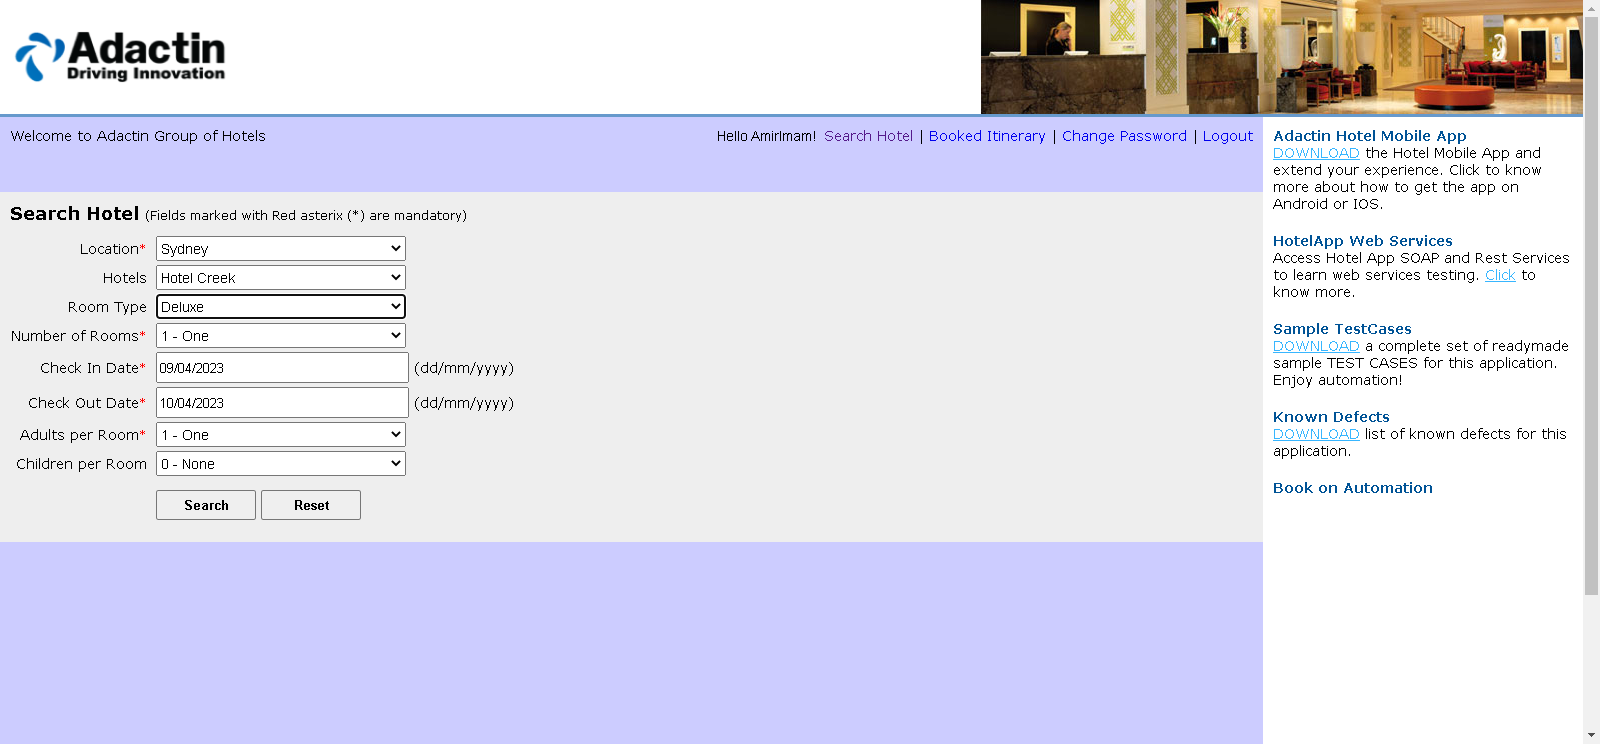 Adactin
Driving Innovation
Welcome to Adactin Group of Hotels
Hello AmirImam! Search Hotel | Booked Itinerary | Change Password | Logout
Search Hotel (Fields marked with Red asterix (*) are mandatory)
Location* Sydney
Hotels Hotel Creek
Room Type Deluxe
Number of Rooms* 1 - One
Check In Date* 09/04/2023 (dd/mm/yyyy)
Check Out Date* 10/04/2023 (dd/mm/yyyy)
Adults per Room* 1 - One
Children per Room 0 - None
Search Reset
Adactin Hotel Mobile App
DOWNLOAD the Hotel Mobile App and
extend your experience. Click to know
more about how to get the app on
Android or IOS.
HotelApp Web Services
Access Hotel App SOAP and Rest Services
to learn web services testing. Click to
know more.
Sample TestCases
DOWNLOAD a complete set of readymade
sample TEST CASES for this application.
Enjoy automation!
Known Defects
DOWNLOAD list of known defects for this
application.
Book on Automation